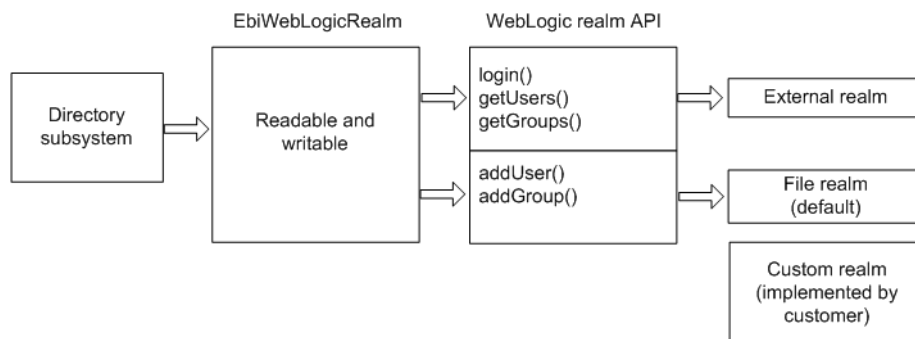 EbiWebLogicRealm
WebLogic realm API
Directory
subsystem
Readable and
writable
login()
getUsers()
getGroups()
addUser()
addGroup()
External realm
File realm
(default)
Custom realm
(implemented by
customer)